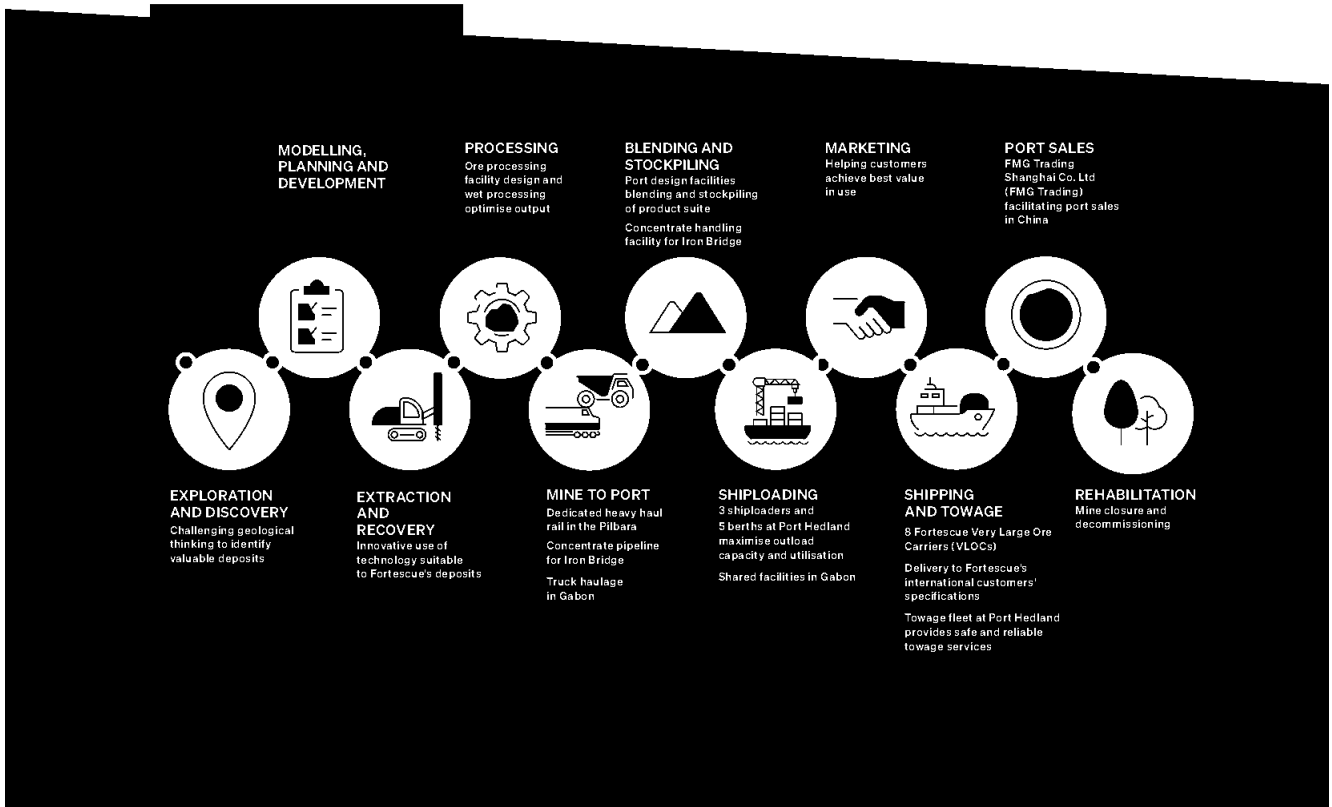 MODELLING,
PLANNING AND
DEVELOPMENT
PROCESSING
Ore processing
facility design and
wet processing
optimise output
BLENDING AND
STOCKPILING
Port design facilities
blending and stockpiling
of product suite
Concentrate handling
facility for Iron Bridge
MARKETING
Helping customers
achieve best value
in use
PORT SALES
FMG Trading
Shanghai Co. Ltd
(FMG Trading)
facilitating port sales
in China
EXPLORATION
AND DISCOVERY
Challenging geological
thinking to identify
valuable deposits
EXTRACTION
AND
RECOVERY
Innovative use of
technology suitable
to Fortescue's deposits
MINE TO PORT
Dedicated heavy haul
rail in the Pilbara
Concentrate pipeline
for Iron Bridge
Truck haulage
in Gabon
SHIPLOADING
3 shiploaders and
5 berths at Port Hedland
maximise outload
capacity and utilisation
Shared facilities in Gabon
SHIPPING
AND TOWAGE
8 Fortescue Very Large Ore
Carriers (VLOCs)
Delivery to Fortescue's
international customers'
specifications
Towage fleet at Port Hedland
provides safe and reliable
towage services
REHABILITATION
Mine closure and
decommissioning